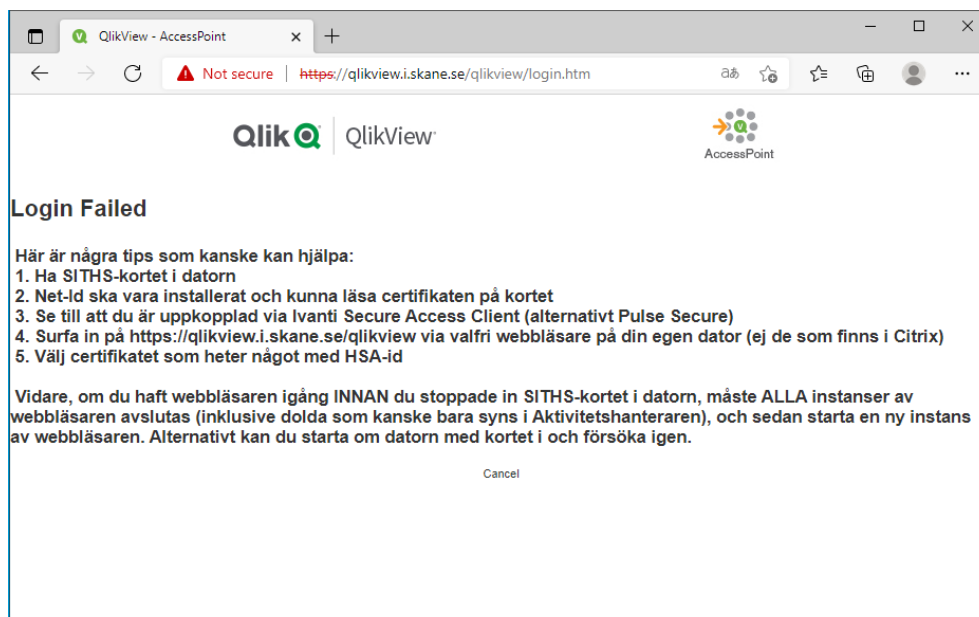 QlikView - AccessPoint
Not secure https://qlikview.i.skane.se/qlikview/login.htm aあ
Qlik QlikView
AccessPoint
Login Failed
Här är några tips som kanske kan hjälpa:
1. Ha SITHS-kortet i datorn
2. Net-Id ska vara installerat och kunna läsa certifikaten på kortet
3. Se till att du är uppkopplad via Ivanti Secure Access Client (alternativt Pulse Secure)
4. Surfa in på https://qlikview.i.skane.se/qlikview via valfri webbläsare på din egen dator (ej de som finns i Citrix)
5. Välj certifikatet som heter något med HSA-id
Vidare, om du haft webbläsaren igång INNAN du stoppade in SITHS-kortet i datorn, måste ALLA instanser av
webbläsaren avslutas (inklusive dolda som kanske bara syns i Aktivitetshanteraren), och sedan starta en ny instans
av webbläsaren. Alternativt kan du starta om datorn med kortet i och försöka igen.
Cancel